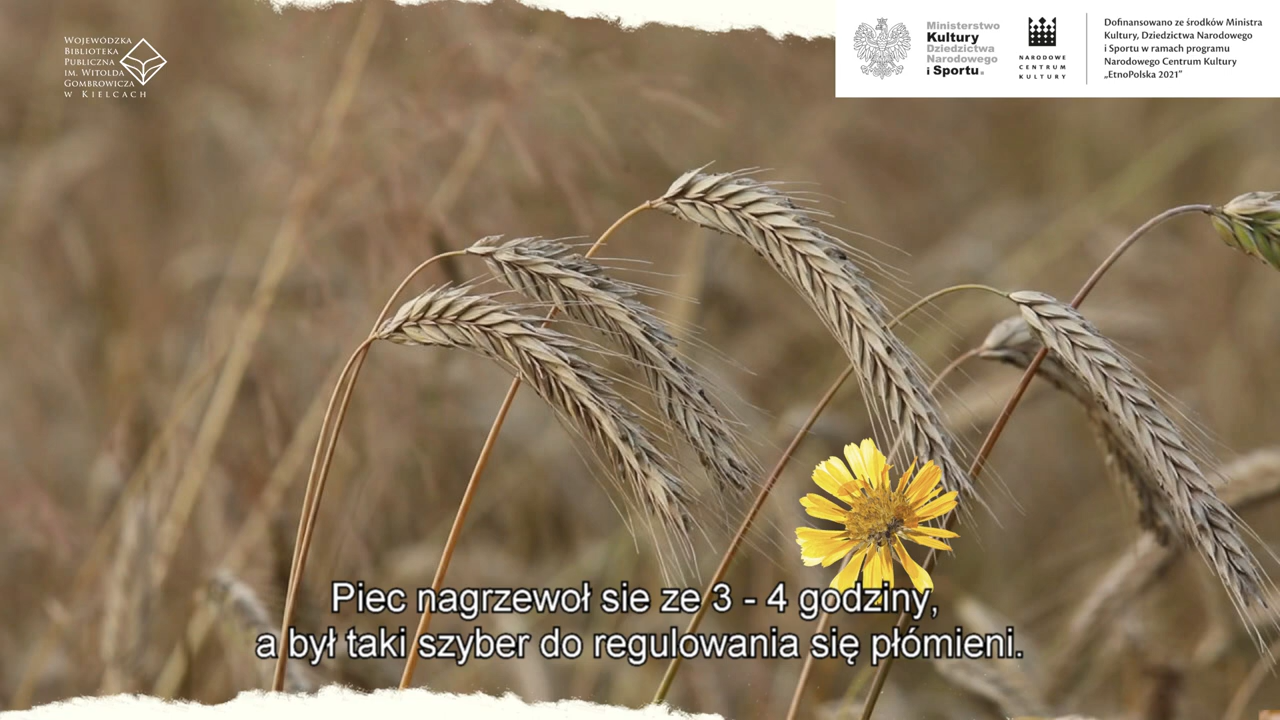 Wojewódzka
Biblioteka
Publiczna
im. Witolda
Gombrowicza
w Kielcach
Ministerstwo
Kultury
Dziedzictwa
Narodowego
i Sportu.
NARODOWE
CENTRUM
KULTURY
Dofinansowano ze środków Ministra
Kultury, Dziedzictwa Narodowego
i Sportu w ramach programu
Narodowego Centrum Kultury
„EtnoPolska 2021”
Piec nagrzewoł sie ze 3 - 4 godziny,
a był taki szyber do regulowania się płómieni.